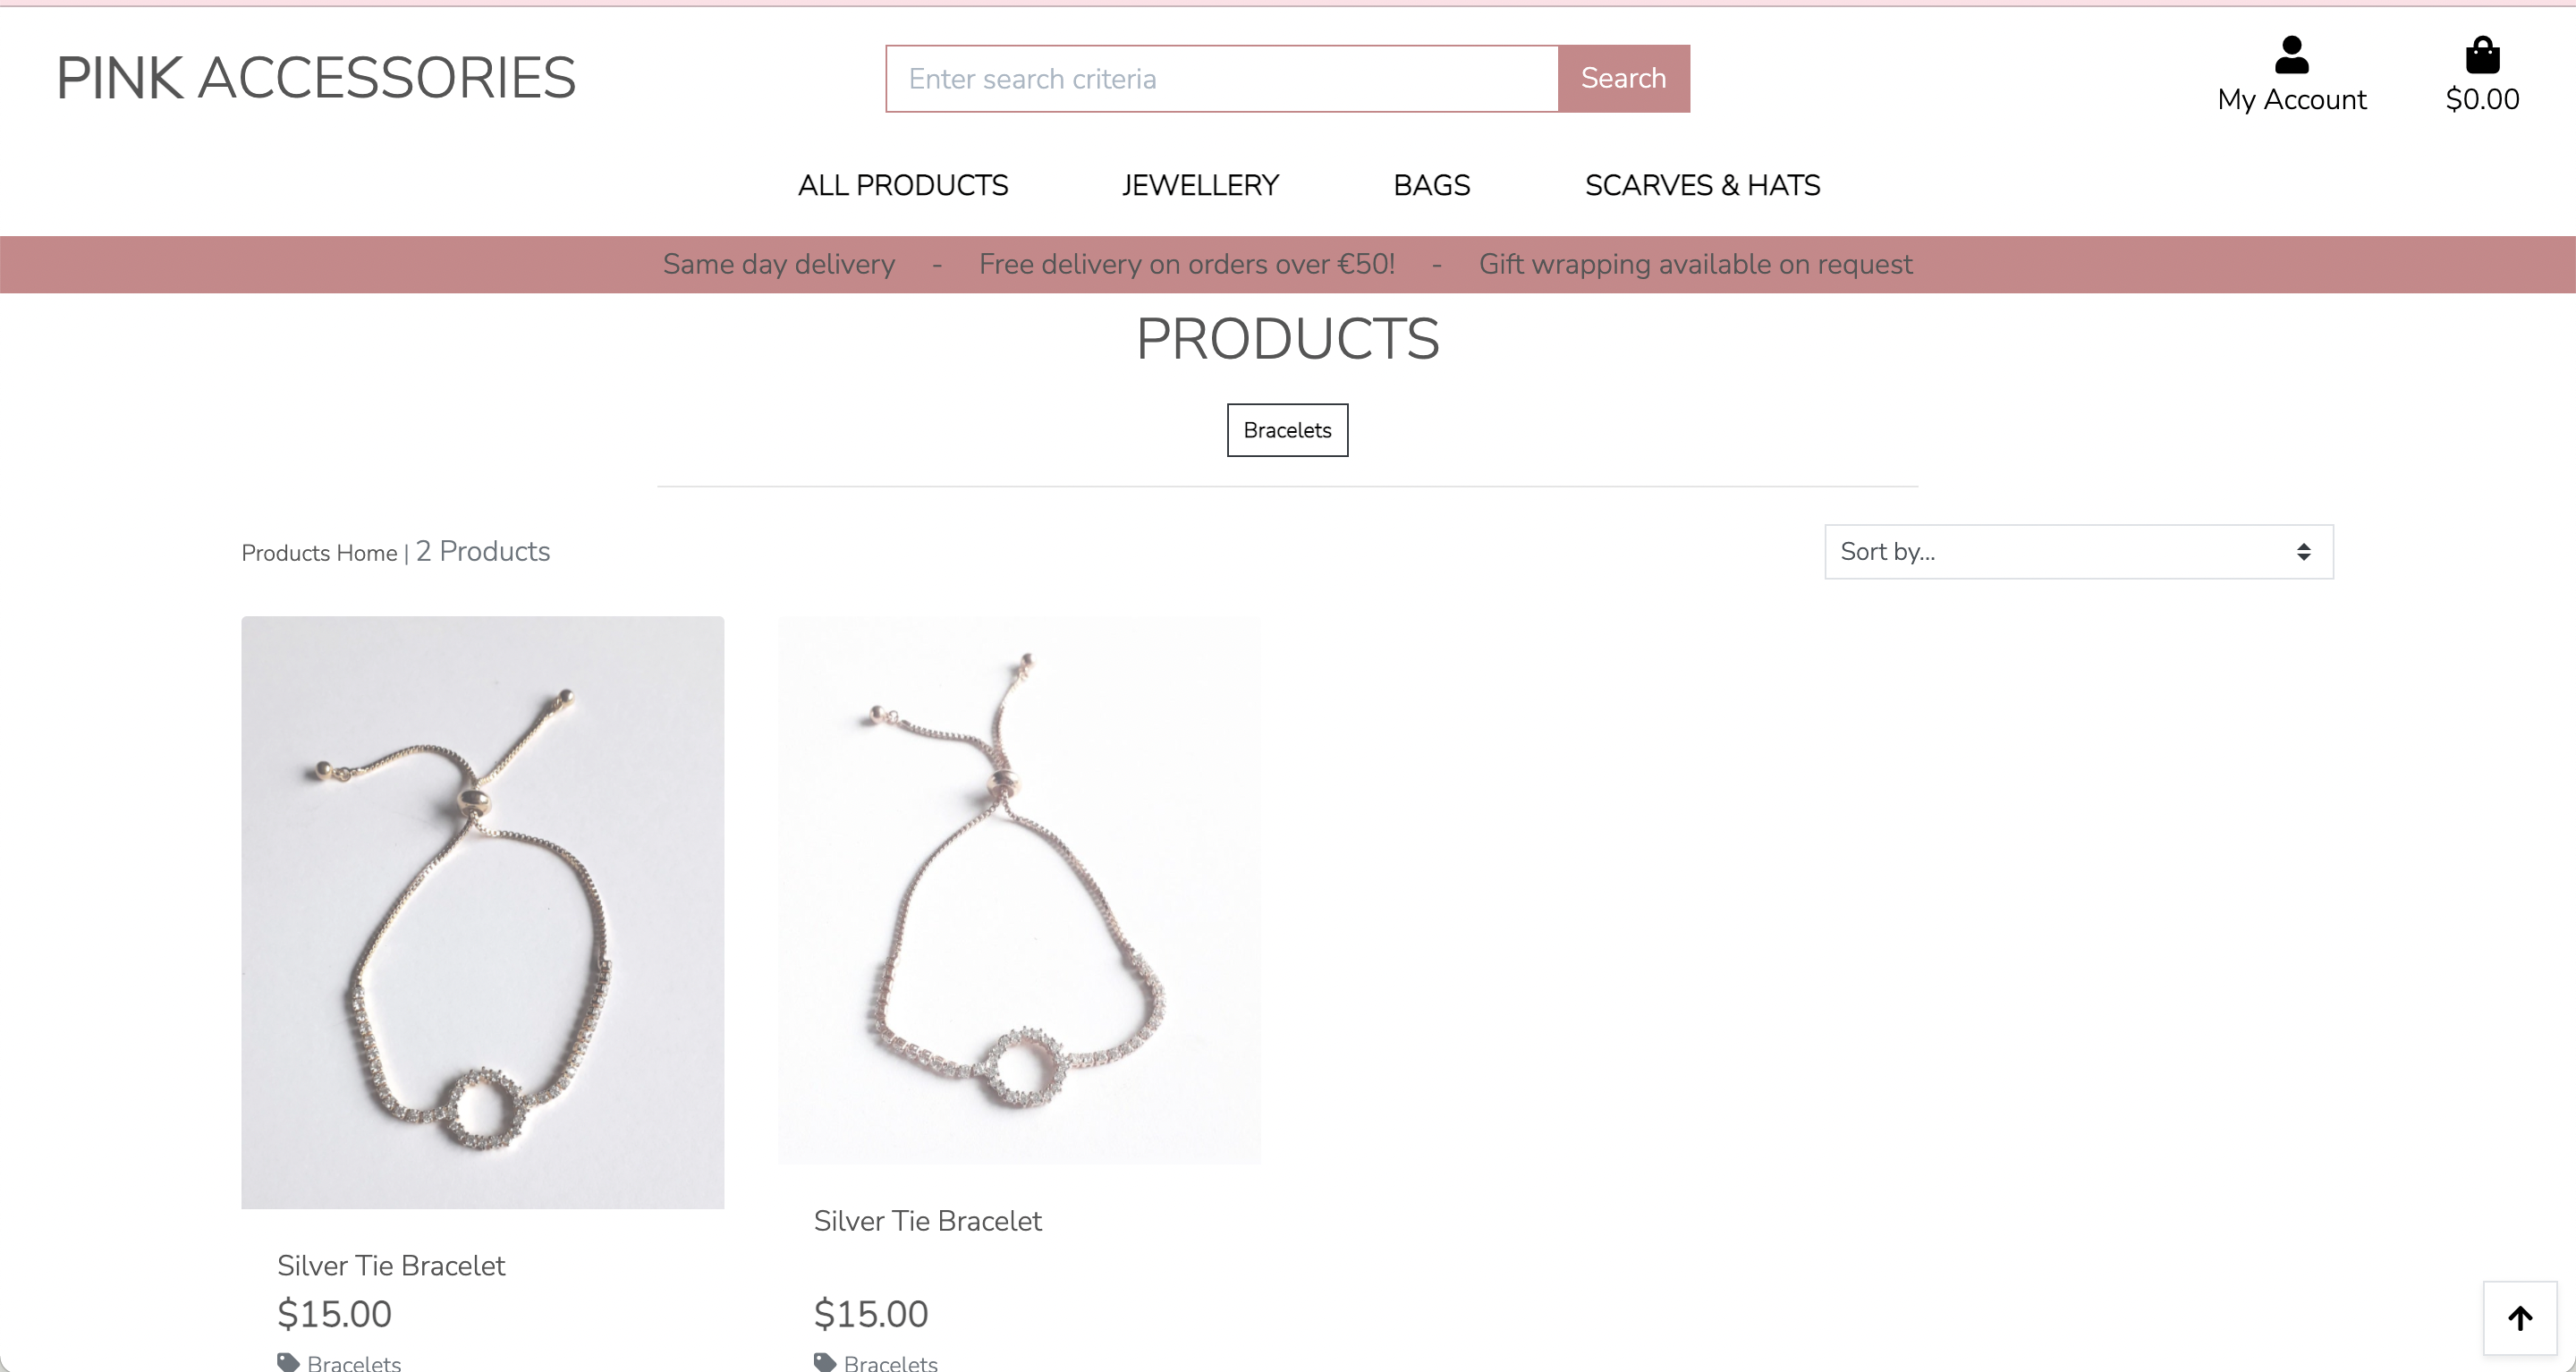 PINK ACCESSORIES
Enter search criteria
Search
My Account
$0.00
ALL PRODUCTS
JEWELLERY
BAGS
SCARVES & HATS
Same day delivery - Free delivery on orders over €50! - Gift wrapping available on request
PRODUCTS
Bracelets
Products Home | 2 Products
Sort by...
Silver Tie Bracelet
$15.00
Bracelets
Silver Tie Bracelet
$15.00
Bracelets